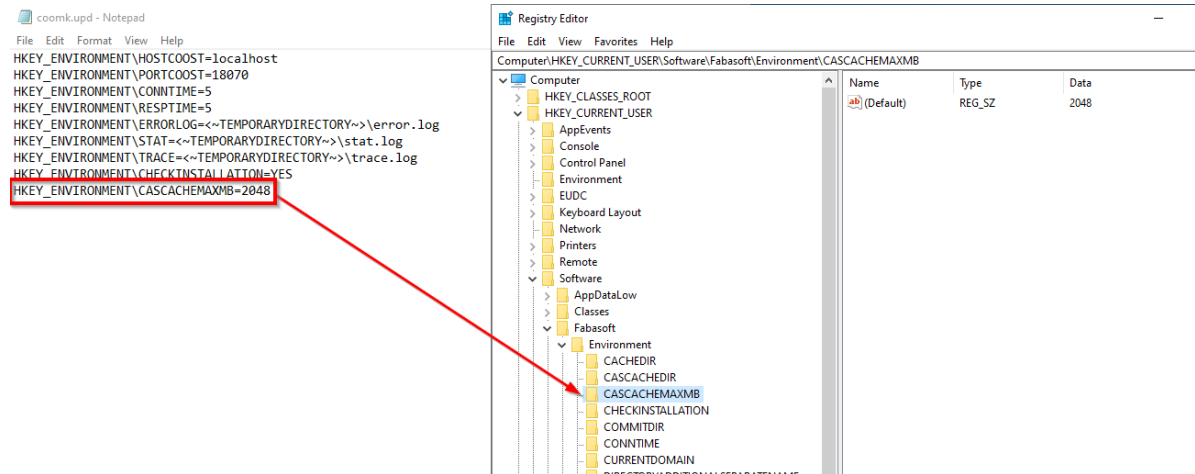 coomk.upd - Notepad
File Edit Format View Help
HKEY_ENVIRONMENT\HOSTCOOST=localhost
HKEY_ENVIRONMENT\PORTCOOST=18070
HKEY_ENVIRONMENT\CONNTIME=5
HKEY_ENVIRONMENT\RESPTIME=5
HKEY_ENVIRONMENT\ERRORLOG=<~TEMPORARYDIRECTORY~>\error.log
HKEY_ENVIRONMENT\STAT=<~TEMPORARYDIRECTORY~>\stat.log
HKEY_ENVIRONMENT\TRACE=<~TEMPORARYDIRECTORY~>\trace.log
HKEY_ENVIRONMENT\CHECKINSTALLATION=YES
HKEY_ENVIRONMENT\CASCACHEMAXMB=2048
Registry Editor
File Edit View Favorites Help
Computer\HKEY_CURRENT_USER\Software\Fabasoft\Environment\CASCACHEMAXMB
Computer
HKEY_CLASSES_ROOT
HKEY_CURRENT_USER
AppEvents
Console
Control Panel
Environment
EUDC
Keyboard Layout
Network
Printers
Remote
Software
AppDataLow
Classes
Fabasoft
Environment
CACHEDIR
CASCACHEDIR
CASCACHEMAXMB
CHECKINSTALLATION
COMMITDIR
CONNTIME
CURRENTDOMAIN
DIRECTORYADDITIONALSEPARATENAME
Name Type Data
ab (Default) REG_SZ 2048